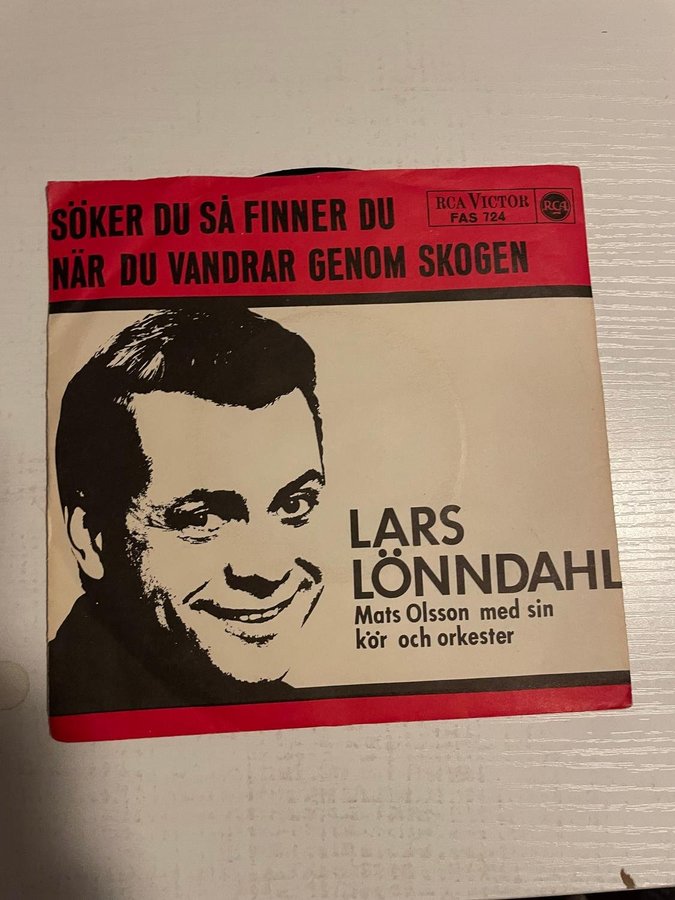 SÖKER DU SÅ FINNER DU
NÄR DU VANDRAR GENOM SKOGEN
RCA VICTOR
FAS 724
RCA
LARS
LÖNNDAHL
Mats Olsson med sin
kör och orkester